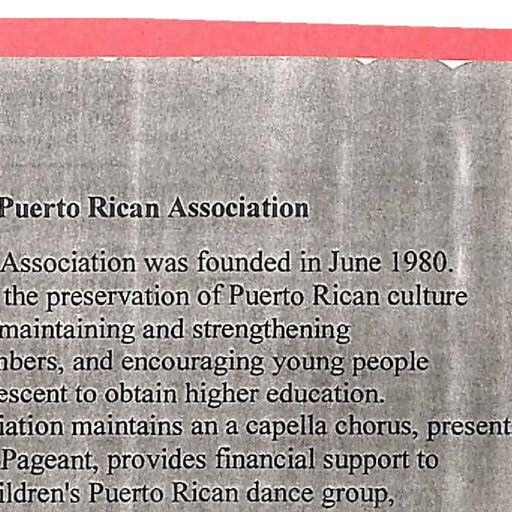 Puerto Rican Association
Association was founded in June 1980.
the preservation of Puerto Rican culture
maintaining and strengthening
mbers, and encouraging young people
escent to obtain higher education.
iation maintains an a capella chorus, present
Pageant, provides financial support to
ildren's Puerto Rican dance group,